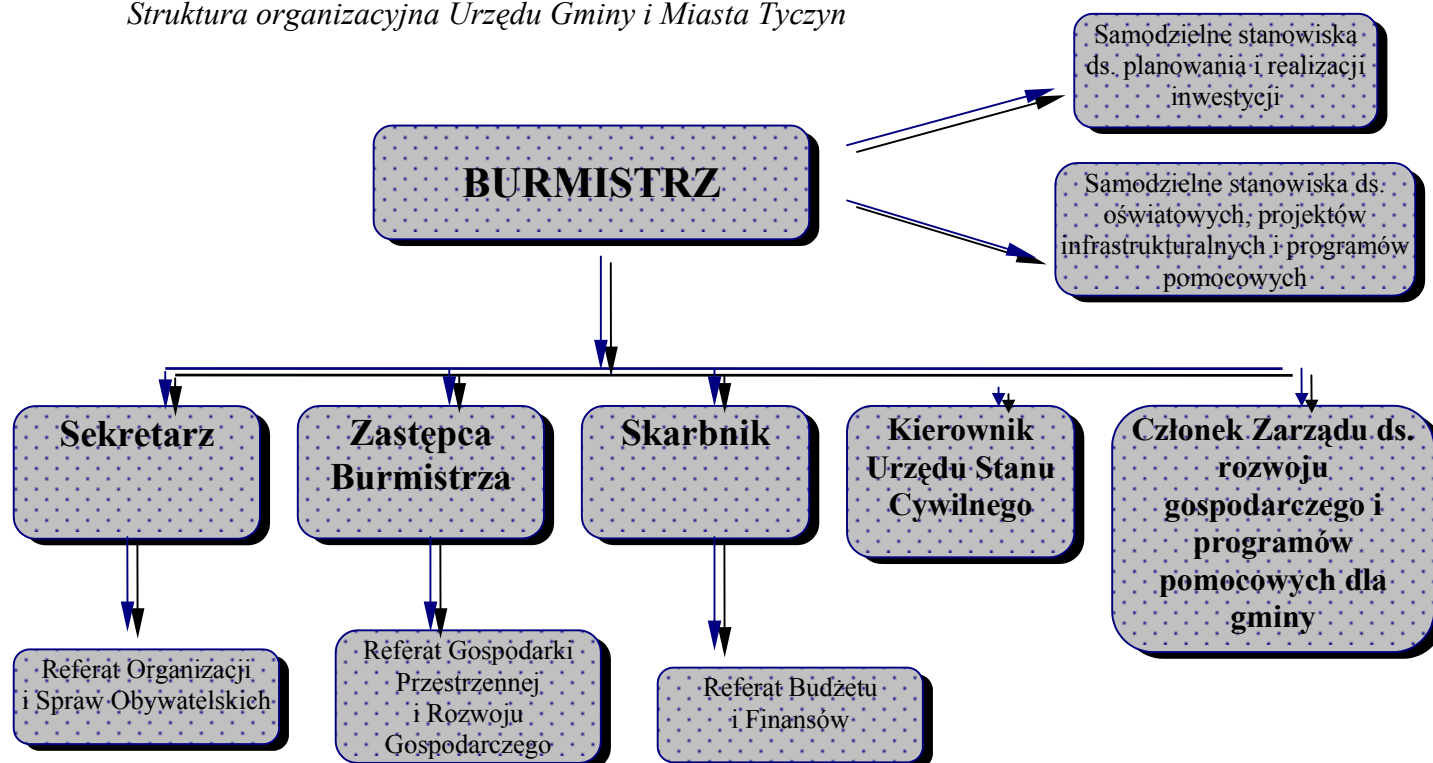 Struktura organizacyjna Urzędu Gminy i Miasta Tyczyn
Samodzielne stanowiska
ds. planowania i realizacji
inwestycji
BURMISTRZ
Samodzielne stanowiska ds.
oświatowych, projektów
infrastrukturalnych i programów
pomocowych
Sekretarz
Zastępca
Burmistrza
Skarbnik
Kierownik
Urzędu Stanu
Cywilnego
Członek Zarządu ds.
rozwoju
gospodarczego i
programów
pomocowych dla
gminy
Referat Organizacji
i Spraw Obywatelskich
Referat Gospodarki
Przestrzennej
i Rozwoju
Gospodarczego
Referat Budżetu
i Finansów